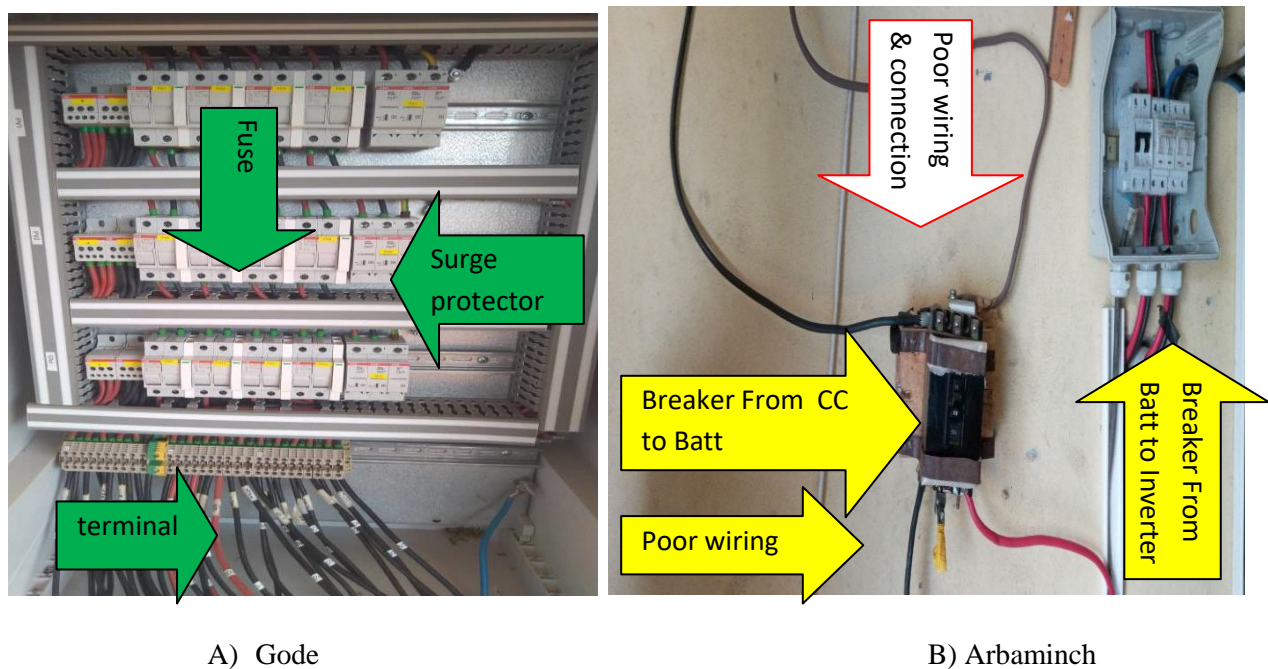 Fuse
Surge
protector
terminal
Poor wiring
& connection
Breaker From CC
to Batt
Poor wiring
Breaker From
Batt to Inverter
A) Gode
B) Arbaminch